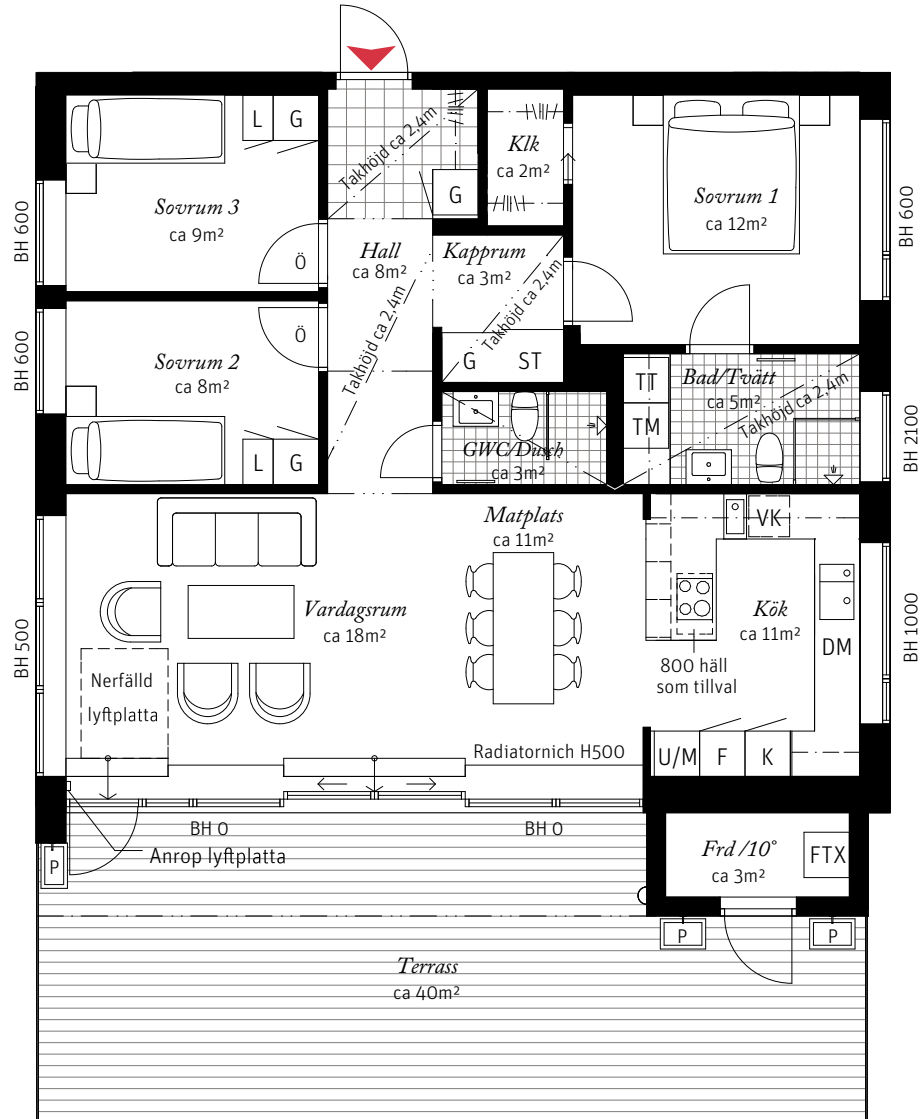 L
G
Sovrum 3
ca 9m²
Ö
BH 600
Takhöjd ca 2,4m
G
Klk
ca 2m²
Sovrum 1
ca 12m²
BH 600
Hall
ca 8m²
Kapprum
ca 3m²
Takhöjd ca 2,4m
Takhöjd ca 2,4m
G
ST
Ö
Sovrum 2
ca 8m²
BH 600
L
G
GWC/Dusch
ca 3m²
TT
TM
Bad/Tvätt
ca 5m²
Takhöjd ca 2,4m
BH 2100
Matplats
ca 11m²
Vardagsrum
ca 18m²
BH 500
Nerfälld
lyftplatta
VK
Kök
ca 11m²
DM
BH 1000
800 häll
som tillval
U/M
F
K
Radiatornich H500
BH 0
BH 0
Anrop lyftplatta
P
Frd /10°
ca 3m²
FTX
P
P
Terrass
ca 40m²